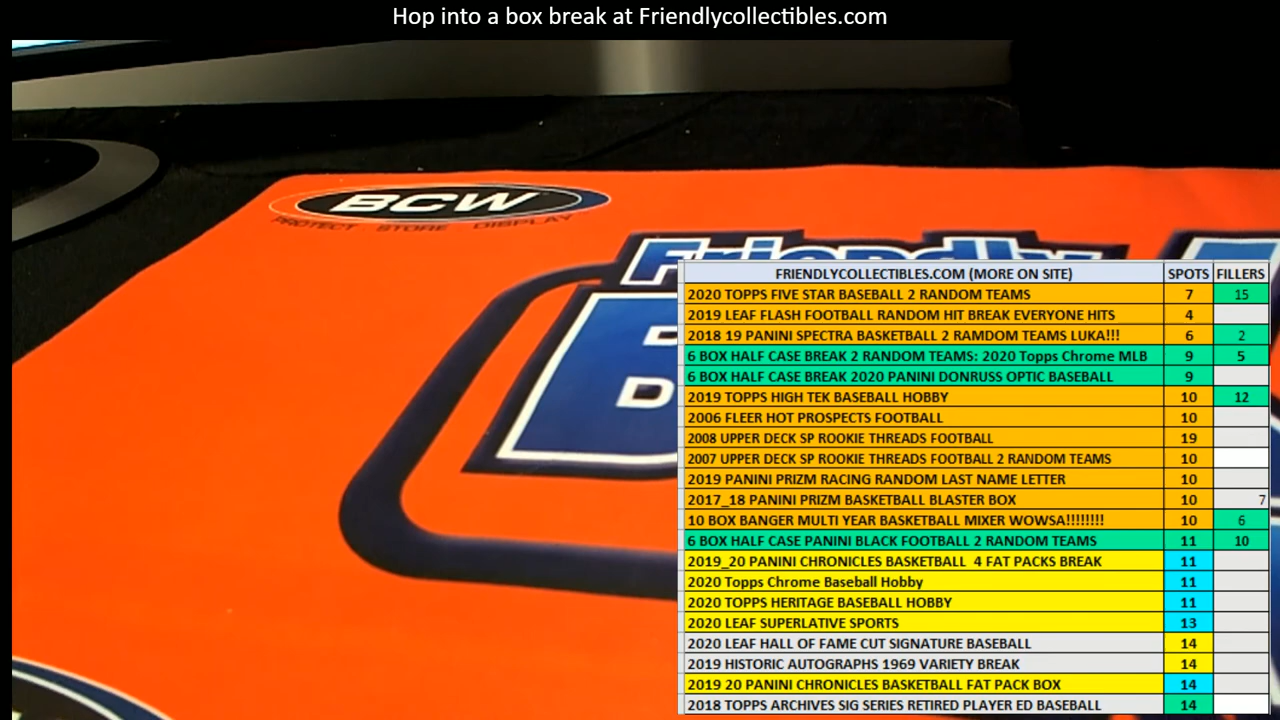 Hop into a box break at Friendlycollectibles.com
BCW
PROTECT STORE DISPLAY
Friendly
FRIENDLYCOLLECTIBLES.COM (MORE ON SITE) SPOTS FILLERS
2020 TOPPS FIVE STAR BASEBALL 2 RANDOM TEAMS 7 15
2019 LEAF FLASH FOOTBALL RANDOM HIT BREAK EVERYONE HITS 4
2018 19 PANINI SPECTRA BASKETBALL 2 RAMDOM TEAMS LUKA!!! 6 2
6 BOX HALF CASE BREAK 2 RANDOM TEAMS: 2020 Topps Chrome MLB 9 5
6 BOX HALF CASE BREAK 2020 PANINI DONRUSS OPTIC BASEBALL 9
2019 TOPPS HIGH TEK BASEBALL HOBBY 10 12
2006 FLEER HOT PROSPECTS FOOTBALL 10
2008 UPPER DECK SP ROOKIE THREADS FOOTBALL 19
2007 UPPER DECK SP ROOKIE THREADS FOOTBALL 2 RANDOM TEAMS 10
2019 PANINI PRIZM RACING RANDOM LAST NAME LETTER 10
2017_18 PANINI PRIZM BASKETBALL BLASTER BOX 10 7
10 BOX BANGER MULTI YEAR BASKETBALL MIXER WOWSA!!!!!!!! 10 6
6 BOX HALF CASE PANINI BLACK FOOTBALL 2 RANDOM TEAMS 11 10
2019_20 PANINI CHRONICLES BASKETBALL 4 FAT PACKS BREAK 11
2020 Topps Chrome Baseball Hobby 11
2020 TOPPS HERITAGE BASEBALL HOBBY 11
2020 LEAF SUPERLATIVE SPORTS 13
2020 LEAF HALL OF FAME CUT SIGNATURE BASEBALL 14
2019 HISTORIC AUTOGRAPHS 1969 VARIETY BREAK 14
2019 20 PANINI CHRONICLES BASKETBALL FAT PACK BOX 14
2018 TOPPS ARCHIVES SIG SERIES RETIRED PLAYER ED BASEBALL 14